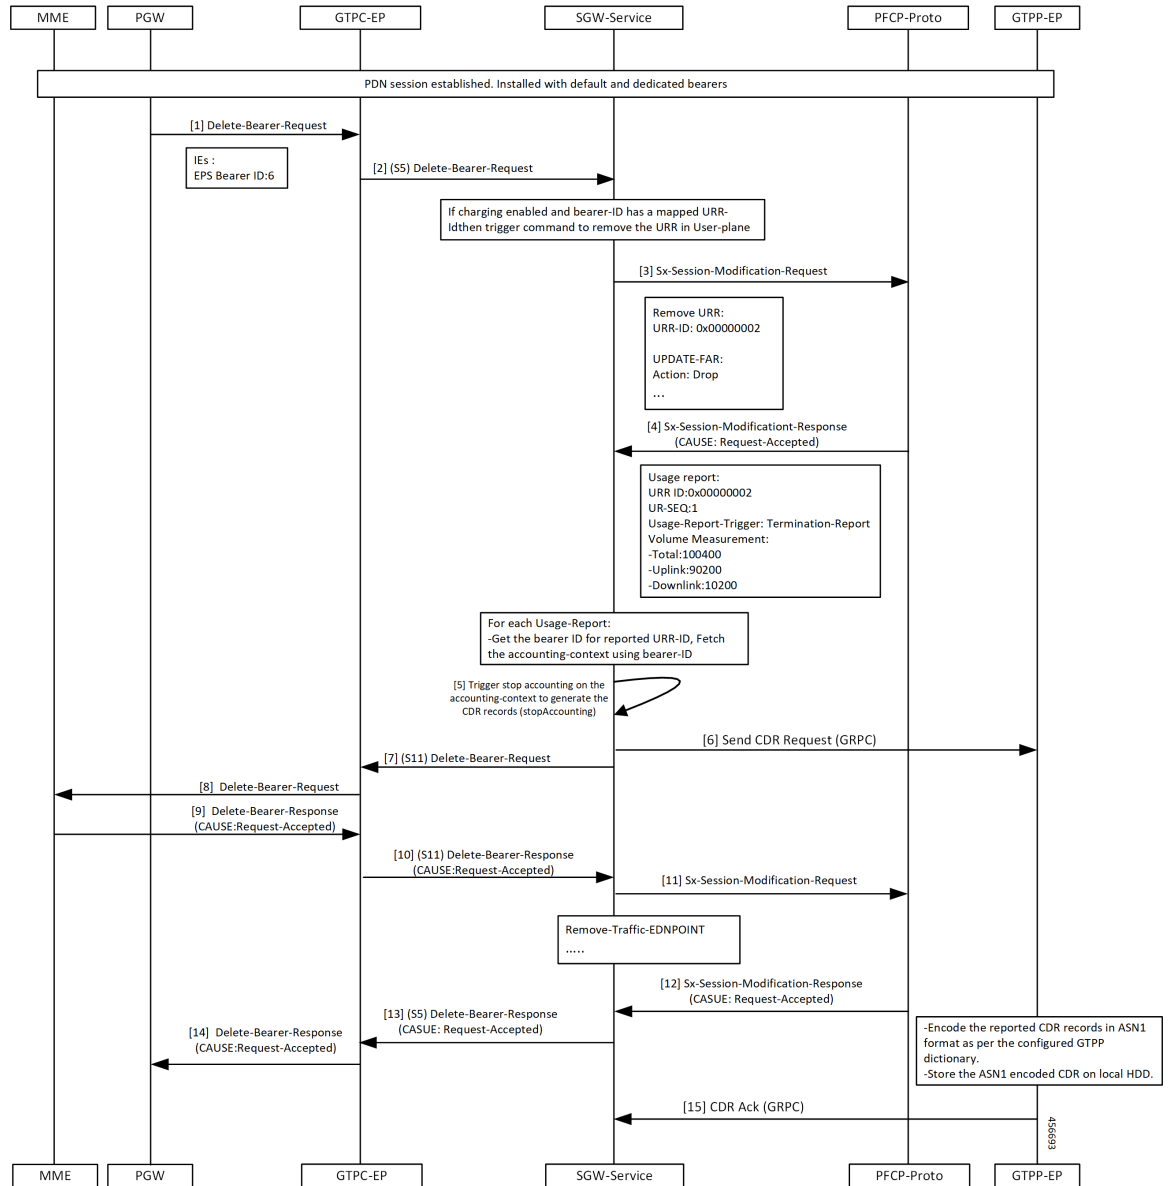 MME
PGW
GTPC-EP
SGW-Service
PFCP-Proto
GTPP-EP
PDN session established. Installed with default and dedicated bearers
[1] Delete-Bearer-Request
IEs :
EPS Bearer ID:6
[2] (S5) Delete-Bearer-Request
If charging enabled and bearer-ID has a mapped URR-
Idthen trigger command to remove the URR in User-plane
[3] Sx-Session-Modification-Request
Remove URR:
URR-ID: 0x00000002
UPDATE-FAR:
Action: Drop
...
[4] Sx-Session-Modificationt-Response
(CAUSE: Request-Accepted)
Usage report:
URR ID:0x00000002
UR-SEQ:1
Usage-Report-Trigger: Termination-Report
Volume Measurement:
-Total:100400
-Uplink:90200
-Downlink:10200
For each Usage-Report:
-Get the bearer ID for reported URR-ID, Fetch
the accounting-context using bearer-ID
[5] Trigger stop accounting on the
accounting-context to generate the
CDR records (stopAccounting)
[6] Send CDR Request (GRPC)
[7] (S11) Delete-Bearer-Request
[8] Delete-Bearer-Request
[9] Delete-Bearer-Response
(CAUSE:Request-Accepted)
[10] (S11) Delete-Bearer-Response
(CAUSE:Request-Accepted)
[11] Sx-Session-Modification-Request
Remove-Traffic-EDNPOINT
.....
[12] Sx-Session-Modification-Response
(CASUE: Request-Accepted)
[13] (S5) Delete-Bearer-Response
(CASUE: Request-Accepted)
[14] Delete-Bearer-Response
(CAUSE:Request-Accepted)
-Encode the reported CDR records in ASN1
format as per the configured GTPP
dictionary.
-Store the ASN1 encoded CDR on local HDD.
[15] CDR Ack (GRPC)
456693
MME
PGW
GTPC-EP
SGW-Service
PFCP-Proto
GTPP-EP